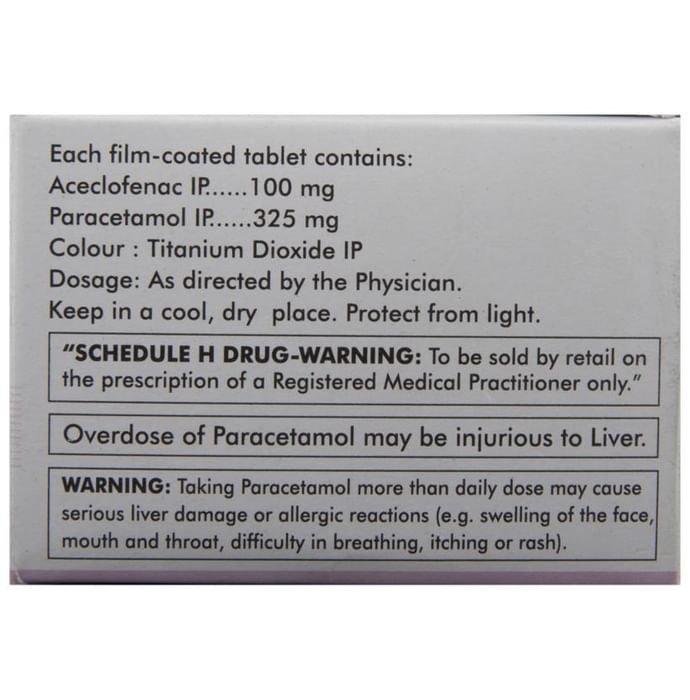 Each film-coated tablet contains:
Aceclofenac IP......100 mg
Paracetamol IP......325 mg
Colour : Titanium Dioxide IP
Dosage: As directed by the Physician.
Keep in a cool, dry place. Protect from light.
"SCHEDULE H DRUG-WARNING: To be sold by retail on
the prescription of a Registered Medical Practitioner only."
Overdose of Paracetamol may be injurious to Liver.
WARNING: Taking Paracetamol more than daily dose may cause
serious liver damage or allergic reactions (e.g. swelling of the face,
mouth and throat, difficulty in breathing, itching or rash).